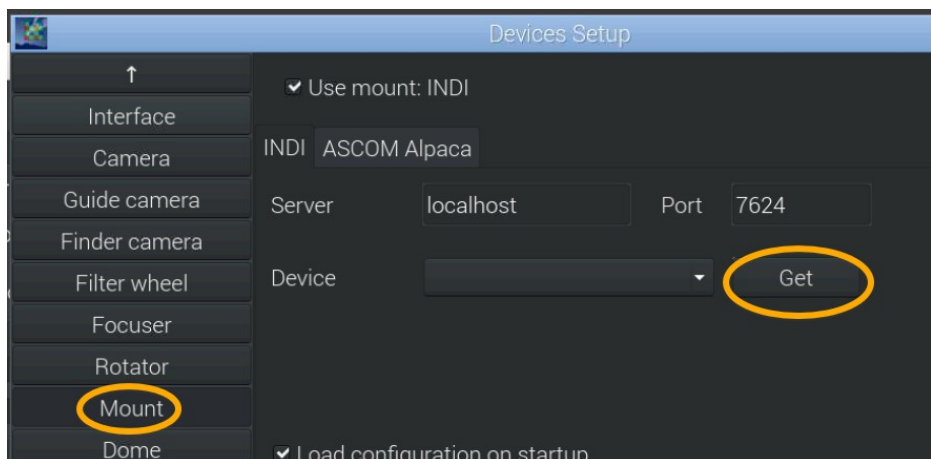 Devices Setup
↑
Interface
Camera
Guide camera
Finder camera
Filter wheel
Focuser
Rotator
Mount
Dome
Use mount: INDI
INDI ASCOM Alpaca
Server localhost Port 7624
Device Get
Load configuration on startup